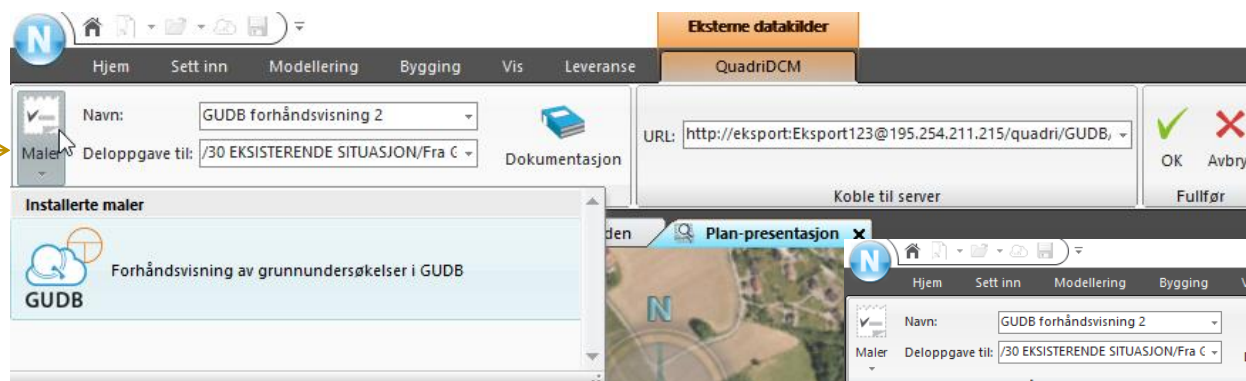 N
Eksterne datakilder
Hjem Sett inn Modellering Bygging Vis Leveranse QuadriDCM
Navn: GUDB forhåndsvisning 2
Maler Deloppgave til: /30 EKSISTERENDE SITUASJON/Fra
Dokumentasjon
URL: http://eksport:Eksport123@195.254.211.215/quadri/GUDB,
OK Avbry
Koble til server Fullfør
Installerte maler
Forhåndsvisning av grunnundersøkelser i GUDB
GUDB
den Plan-presentasjon
N
N
Hjem Sett inn Modellering Bygging
Navn: GUDB forhåndsvisning 2
Maler Deloppgave til: /30 EKSISTERENDE SITUASJON/Fra